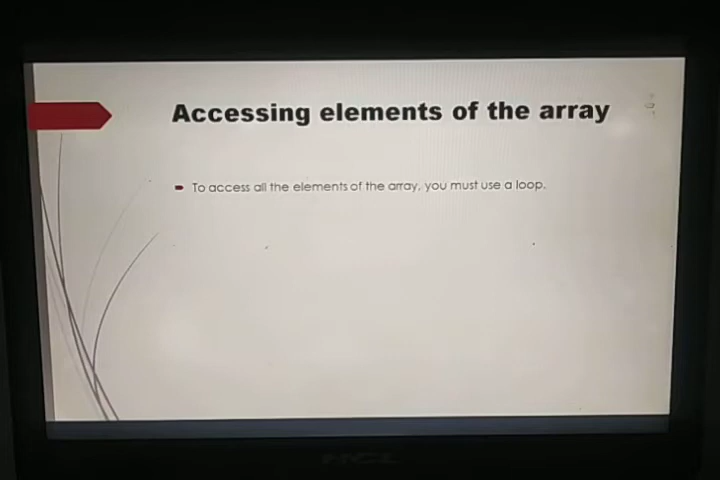 Accessing elements of the array
To access all the elements of the array, you must use a loop.